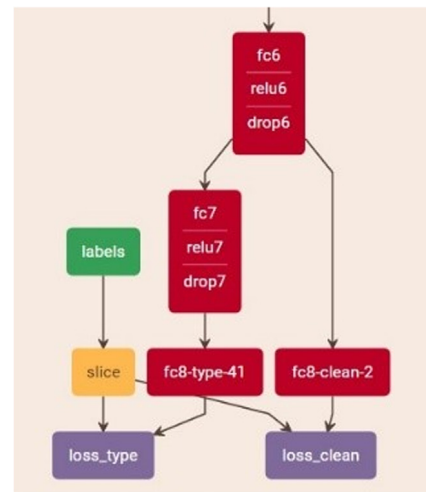 fc6
relu6
drop6
fc7
relu7
drop7
labels
slice
fc8-type-41
fc8-clean-2
loss_type
loss_clean